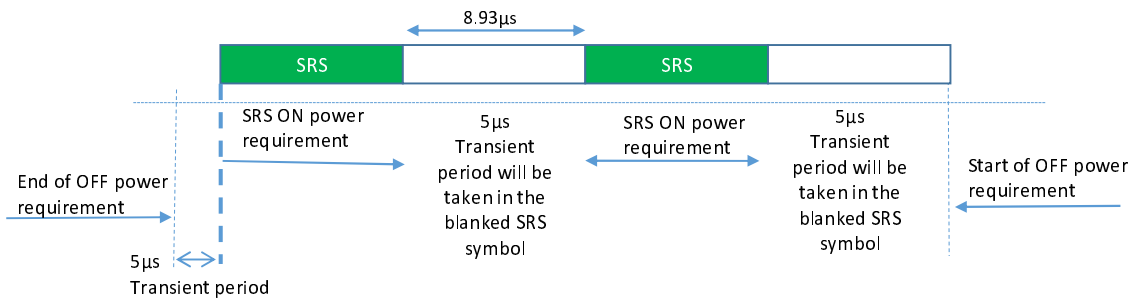 8.93µs
SRS
SRS
SRS ON power
requirement
5µs
Transient
period will be
taken in the
blanked SRS
symbol
SRS ON power
requirement
5µs
Transient
period will be
taken in the
blanked SRS
symbol
End of OFF power
requirement
Start of OFF power
requirement
5µs
Transient period